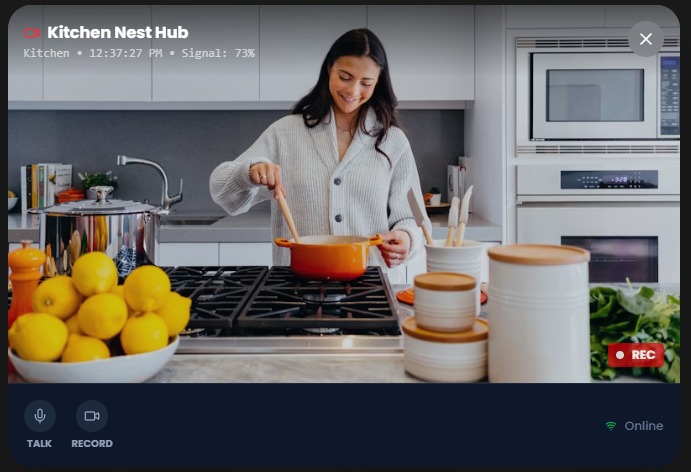 Kitchen Nest Hub
Kitchen • 12:37:27 PM • Signal: 73%
REC
TALK
RECORD
Online